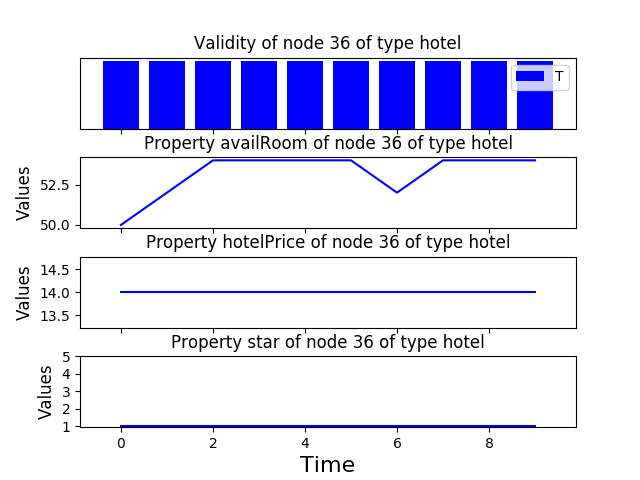 Validity of node 36 of type hotel
T
Property availRoom of node 36 of type hotel
52.5
50.0
Values
Property hotelPrice of node 36 of type hotel
14.5
14.0
13.5
Values
Property star of node 36 of type hotel
5
4
3
2
1
Values
0 2 4 6 8
Time